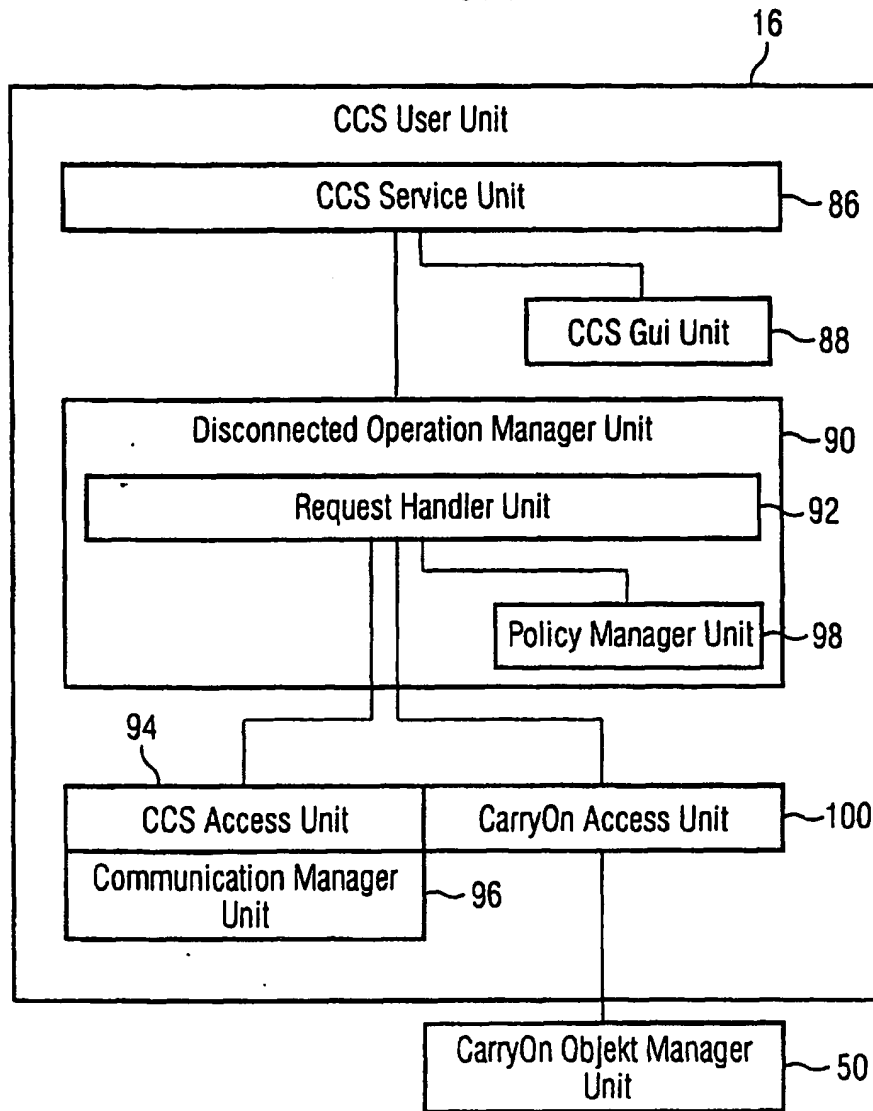 16
CCS User Unit
CCS Service Unit
86
CCS Gui Unit
88
Disconnected Operation Manager Unit
90
Request Handler Unit
92
Policy Manager Unit
98
94
CCS Access Unit
CarryOn Access Unit
100
Communication Manager
Unit
96
CarryOn Objekt Manager
Unit
50